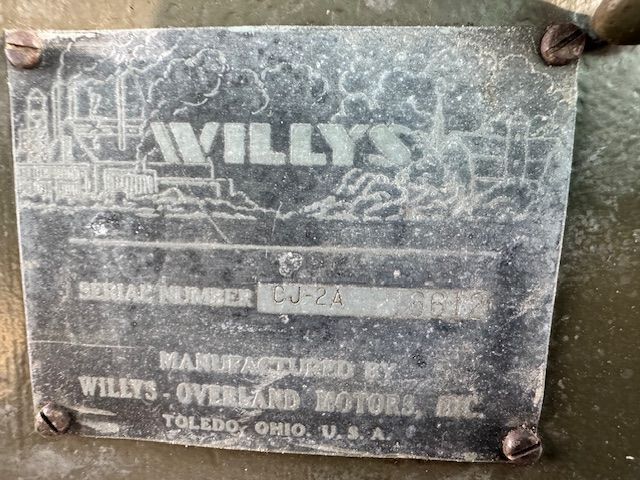 WILLYS
SERIAL NUMBER CJ-2A
MANUFACTURED BY
WILLYS-OVERLAND MOTORS, INC.
TOLEDO, OHIO, U. S. A.